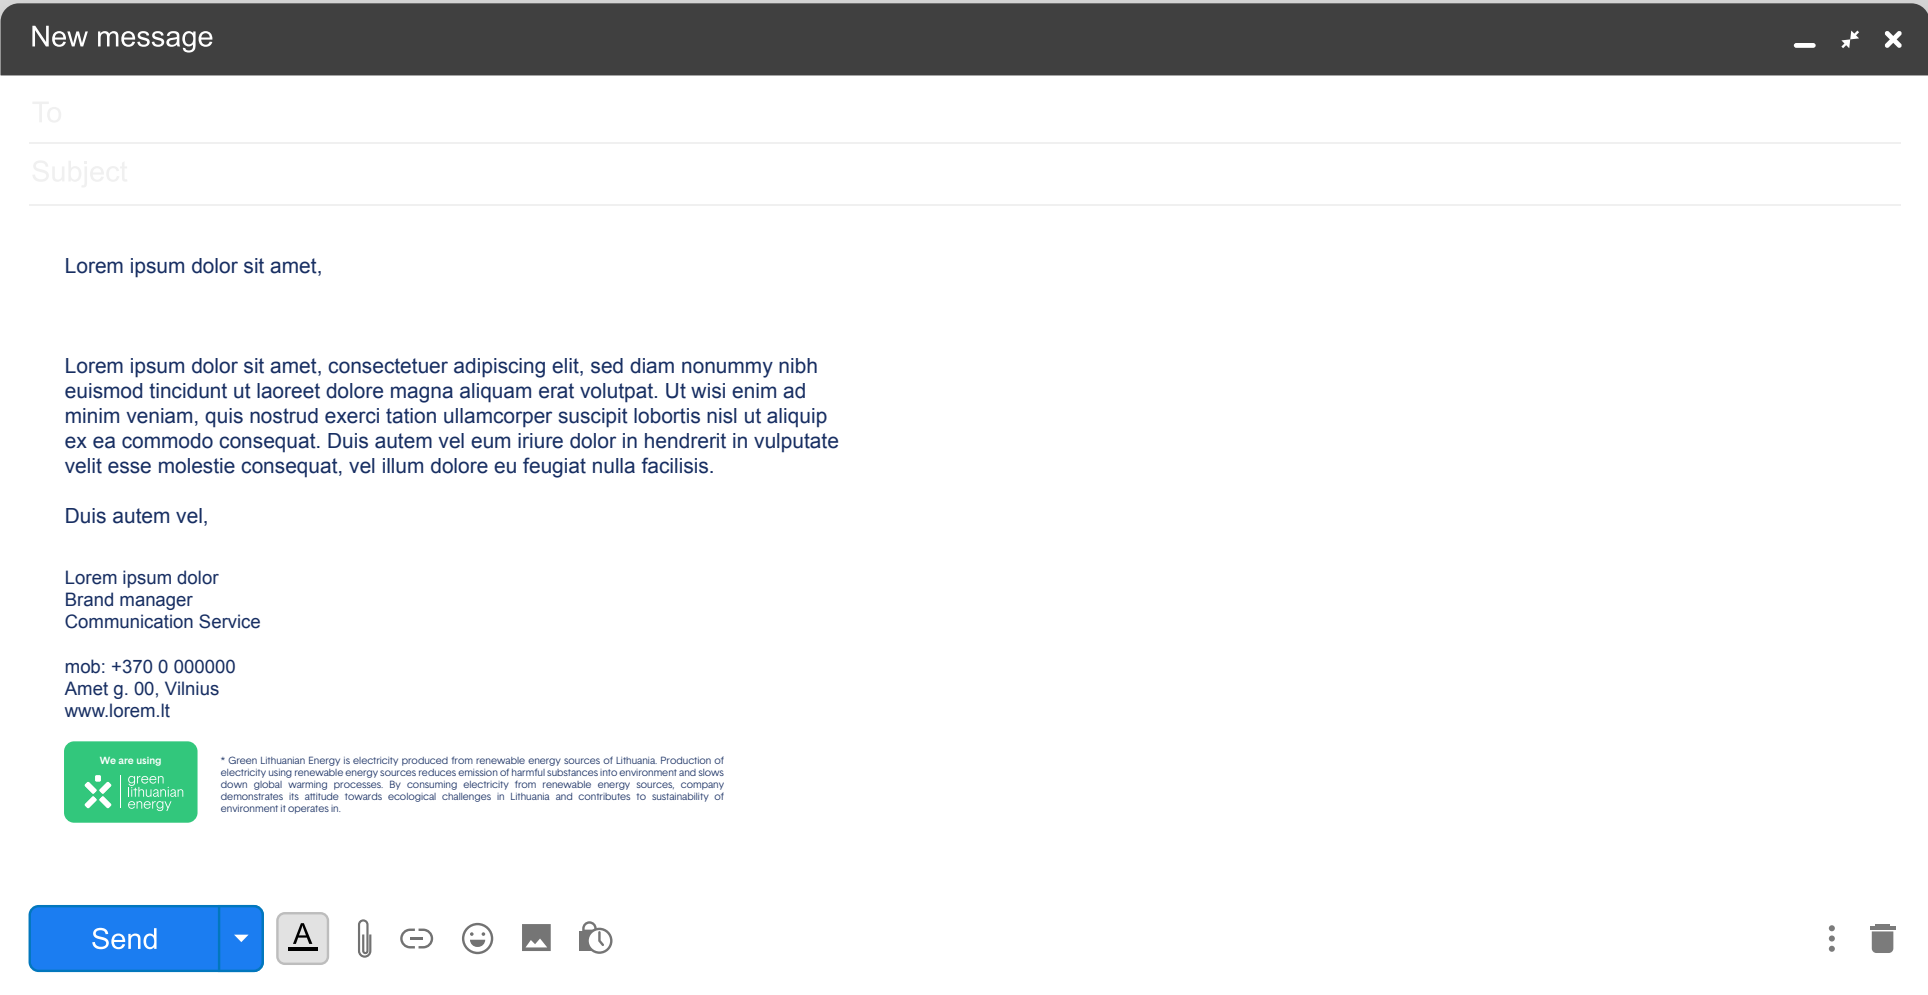 New message
To
Subject
Lorem ipsum dolor sit amet,
Lorem ipsum dolor sit amet, consectetuer adipiscing elit, sed diam nonummy nibh
euismod tincidunt ut laoreet dolore magna aliquam erat volutpat. Ut wisi enim ad
minim veniam, quis nostrud exerci tation ullamcorper suscipit lobortis nisl ut aliquip
ex ea commodo consequat. Duis autem vel eum iriure dolor in hendrerit in vulputate
velit esse molestie consequat, vel illum dolore eu feugiat nulla facilisis.
Duis autem vel,
Lorem ipsum dolor
Brand manager
Communication Service
mob: +370 0 000000
Amet g. 00, Vilnius
www.lorem.lt
We are using
green
lithuanian
energy
* Green Lithuanian Energy is electricity produced from renewable energy sources of Lithuania. Production of
electricity using renewable energy sources reduces emission of harmful substances into environment and slows
down global warming processes. By consuming electricity from renewable energy sources, company
demonstrates its attitude towards ecological challenges in Lithuania and contributes to sustainability of
environment it operates in.
Send
A